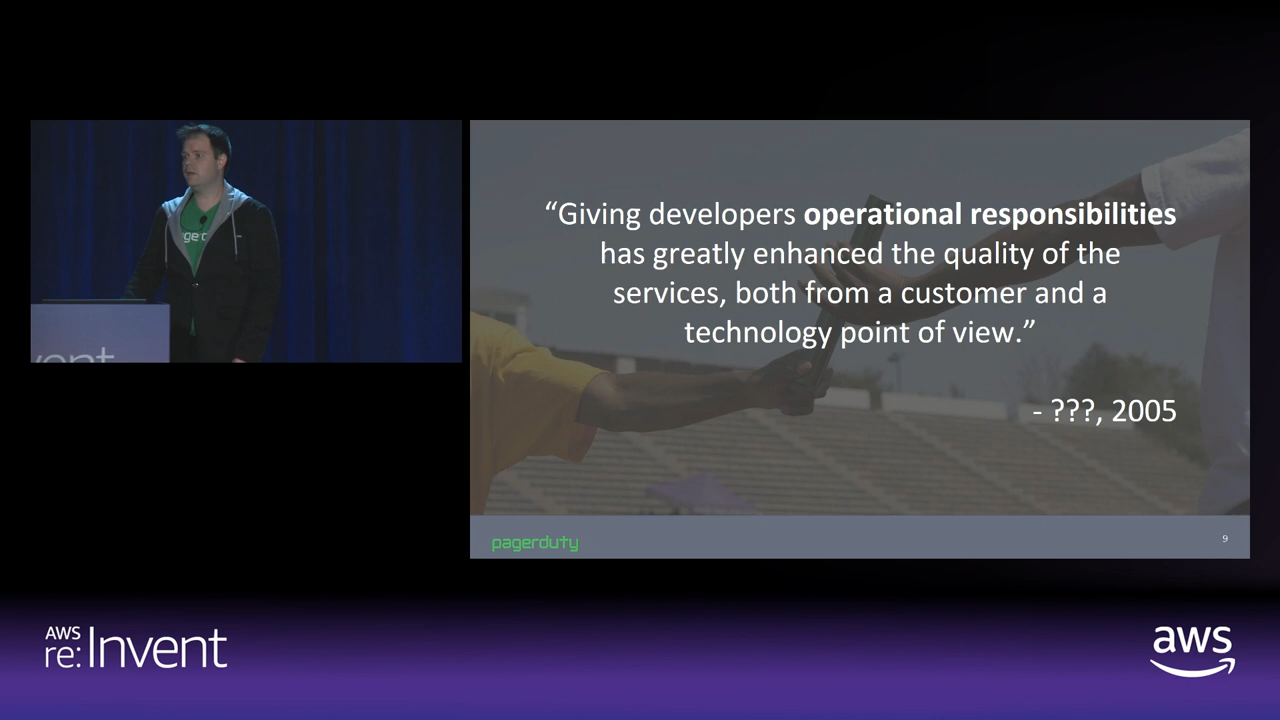 “Giving developers operational responsibilities
has greatly enhanced the quality of the
services, both from a customer and a
technology point of view.”
- ???, 2005
pagerduty
9
AWS
re:Invent
aws